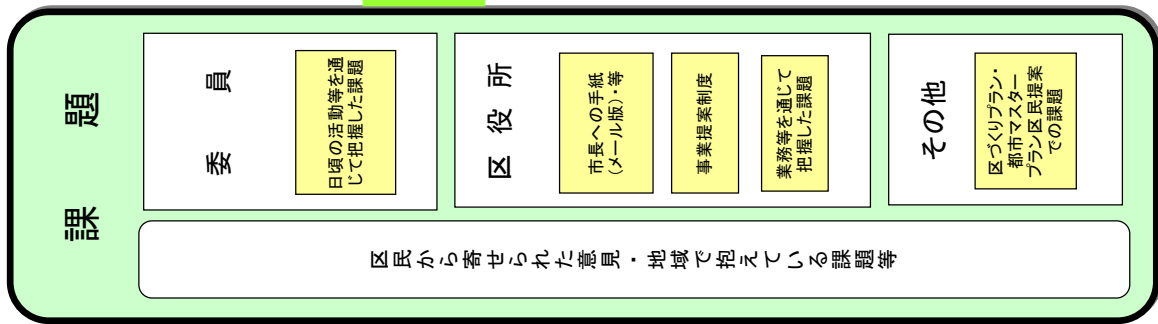 課題
委員
日頃の活動等を通
じて把握した課題
区役所
市長への手紙
（メール版）・等
事業提案制度
業務等を通じて
把握した課題
その他
区づくりプラン・
都市マスター
プラン区民提案
での課題
区民から寄せられた意見・地域で抱えている課題等